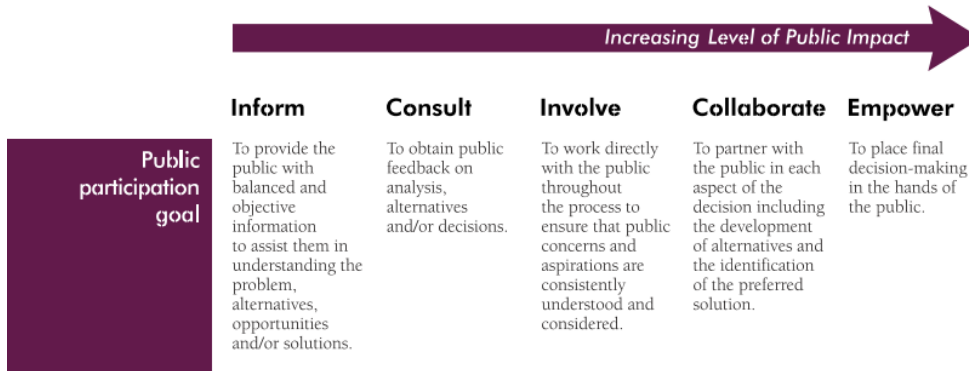 Increasing Level of Public Impact
Inform
To provide the
public with
balanced and
objective
information
to assist them in
understanding the
problem,
alternatives,
opportunities
and/or solutions.
Consult
To obtain public
feedback on
analysis,
alternatives
and/or decisions.
Involve
To work directly
with the public
throughout
the process to
ensure that public
concerns and
aspirations are
consistently
understood and
considered.
Collaborate
To partner with
the public in each
aspect of the
decision including
the development
of alternatives and
the identification
of the preferred
solution.
Empower
To place final
decision-making
in the hands of
the public.
Public
participation
goal